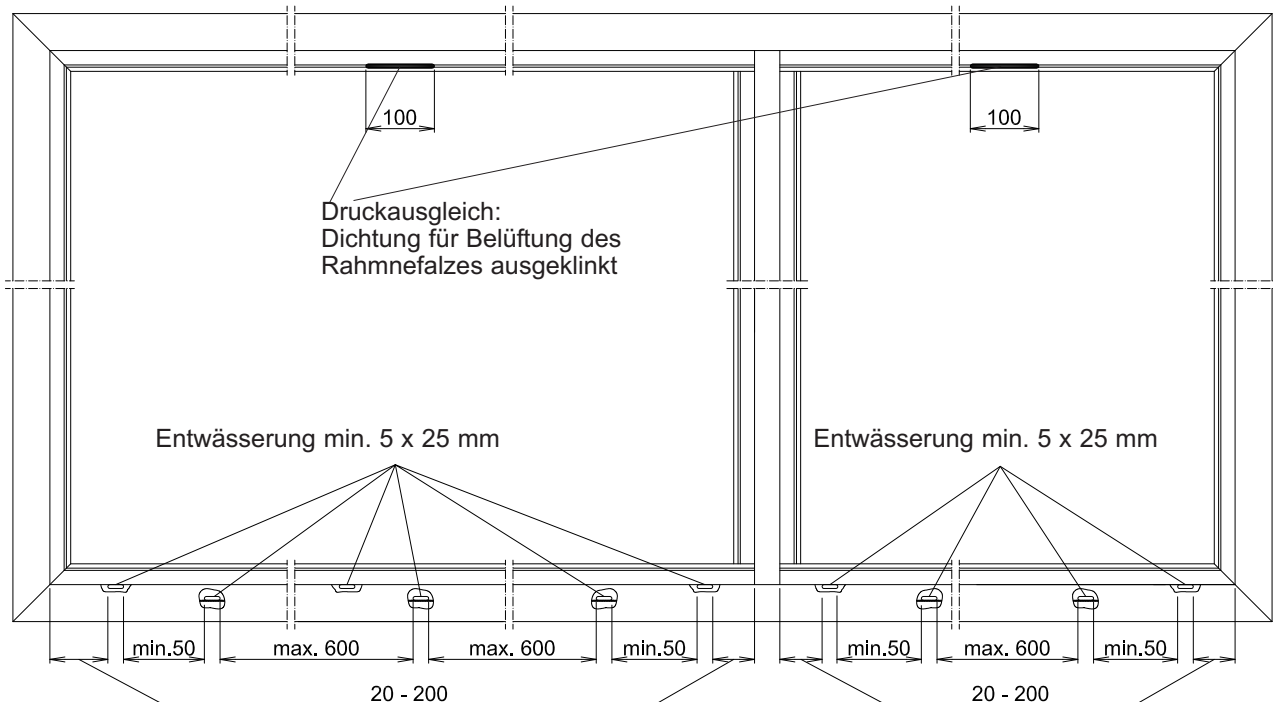 100
100
Druckausgleich:
Dichtung für Belüftung des
Rahmnefalzes ausgeklinkt
Entwässerung min. 5 x 25 mm
Entwässerung min. 5 x 25 mm
min.50
max. 600
max. 600
min.50
min.50
max. 600
min.50
20 - 200
20 - 200